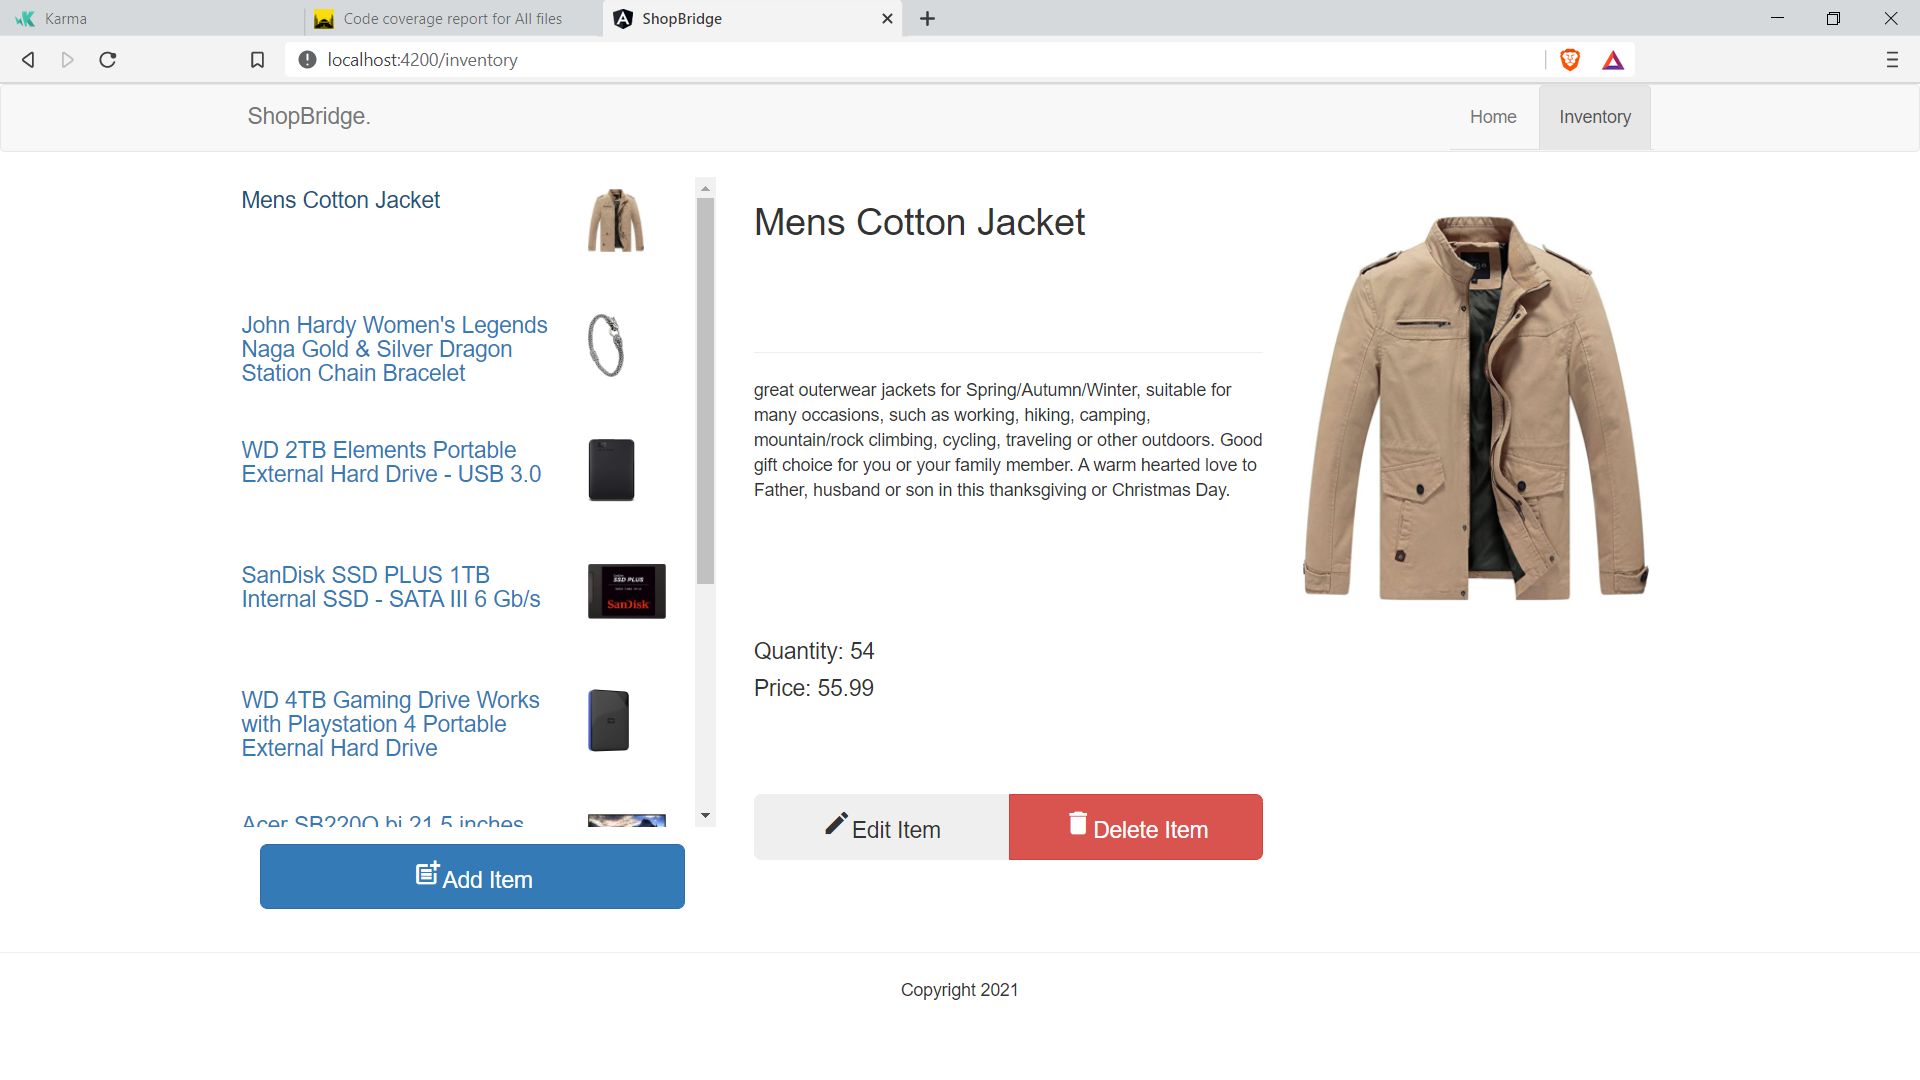 Karma
Code coverage report for All files
ShopBridge
localhost:4200/inventory
ShopBridge.
Home
Inventory
Mens Cotton Jacket
John Hardy Women's Legends
Naga Gold & Silver Dragon
Station Chain Bracelet
WD 2TB Elements Portable
External Hard Drive - USB 3.0
SanDisk SSD PLUS 1TB
Internal SSD - SATA III 6 Gb/s
SSD PLUS
SanDisk
WD 4TB Gaming Drive Works
with Playstation 4 Portable
External Hard Drive
Acer SB220Q bi 21.5 inches
Add Item
Mens Cotton Jacket
great outerwear jackets for Spring/Autumn/Winter, suitable for
many occasions, such as working, hiking, camping,
mountain/rock climbing, cycling, traveling or other outdoors. Good
gift choice for you or your family member. A warm hearted love to
Father, husband or son in this thanksgiving or Christmas Day.
Quantity: 54
Price: 55.99
Edit Item
Delete Item
Copyright 2021